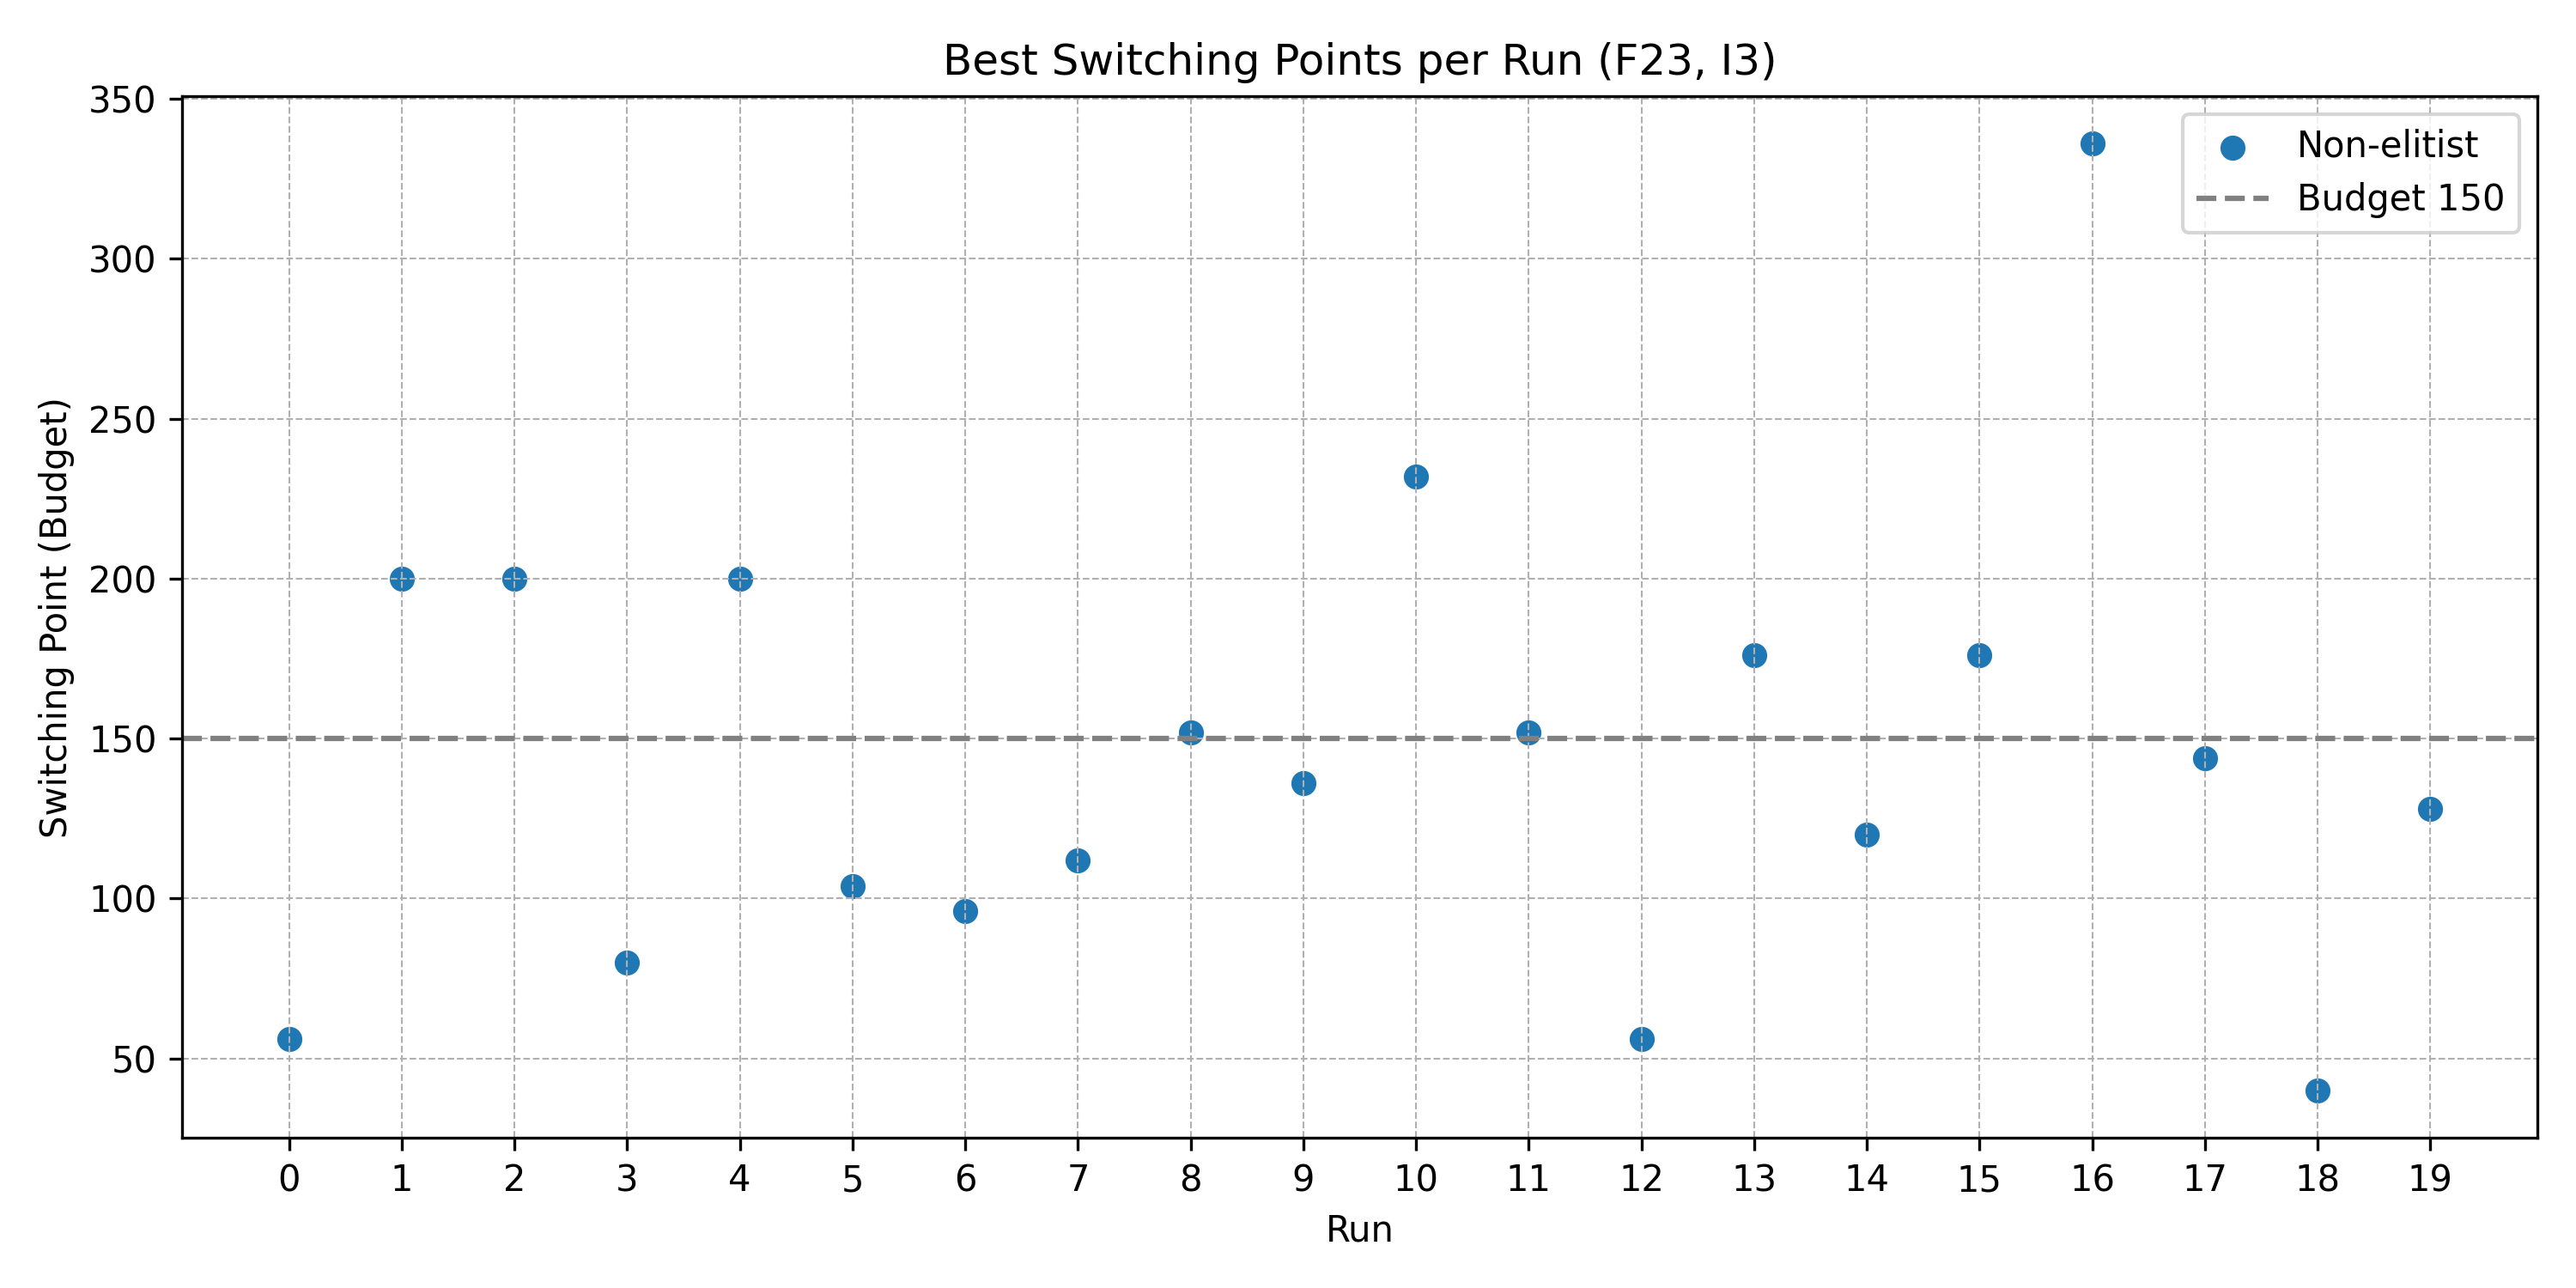 Best Switching Points per Run (F23, I3)
Switching Point (Budget)
350
300
250
200
150
100
50
Non-elitist
Budget 150
0 1 2 3 4 5 6 7 8 9 10 11 12 13 14 15 16 17 18 19
Run